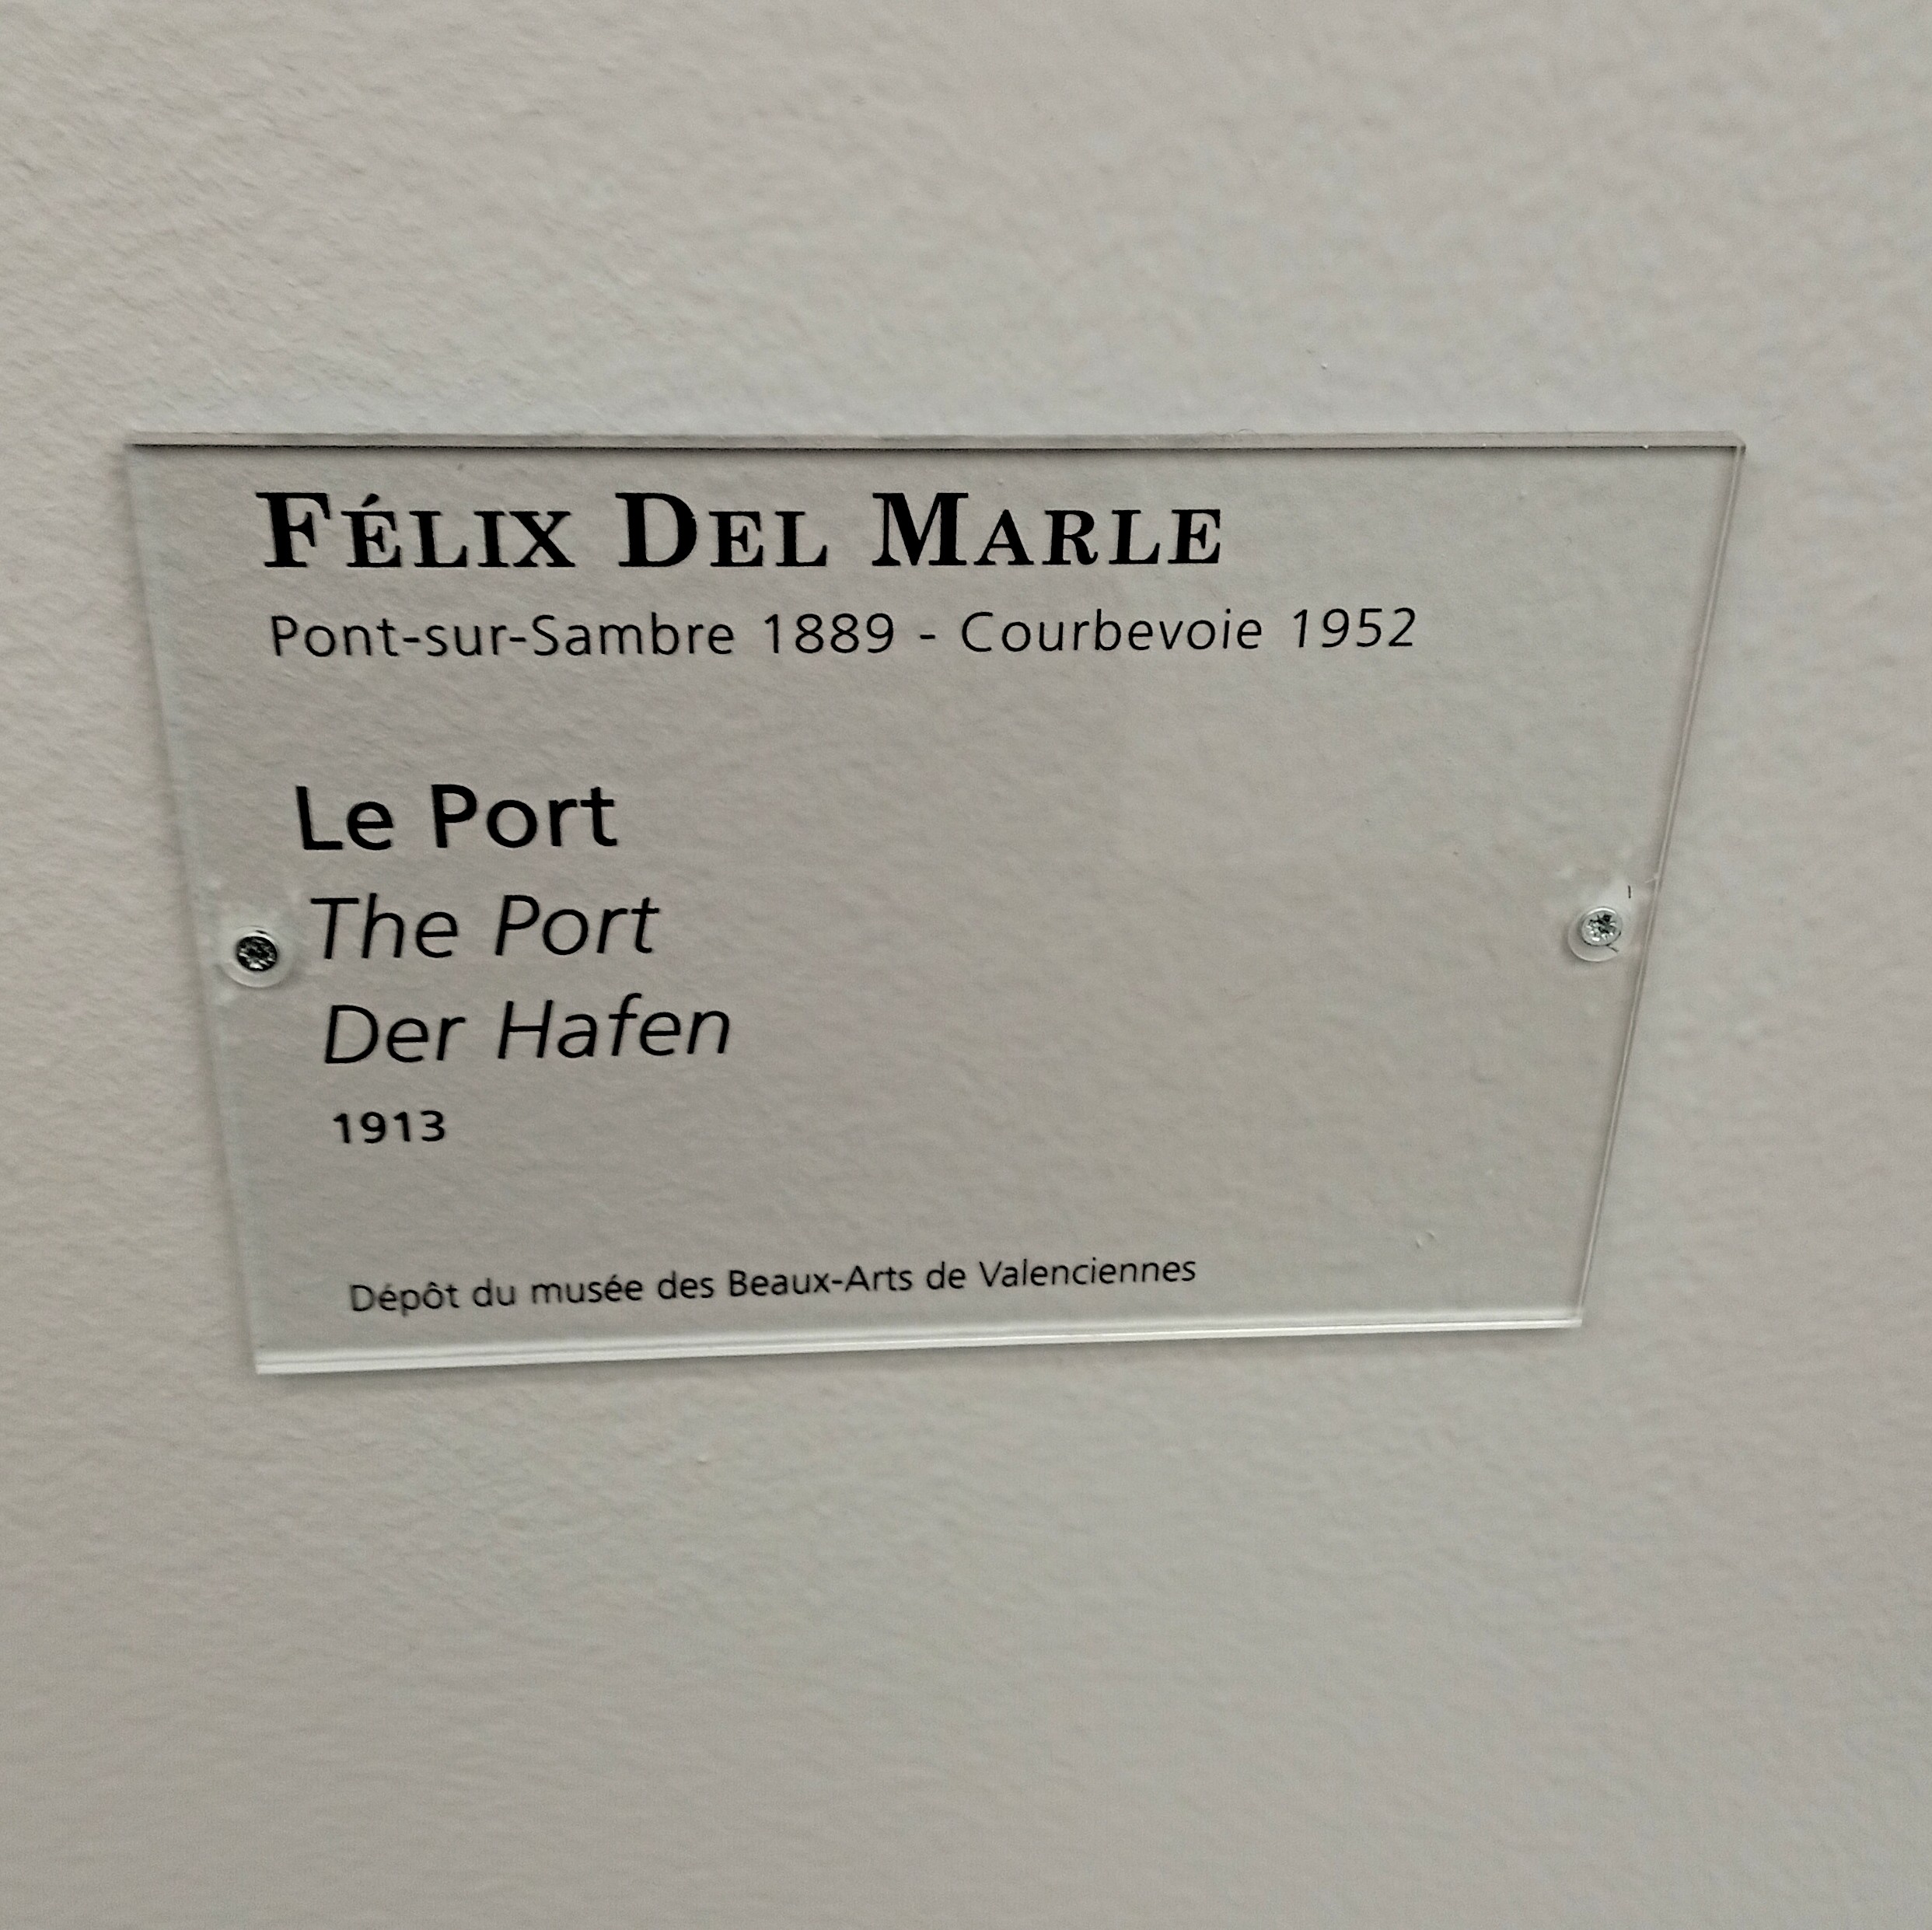 FÉLIX DEL MARLE
Pont-sur-Sambre 1889 - Courbevoie 1952
Le Port
The Port
Der Hafen
1913
Dépôt du musée des Beaux-Arts de Valenciennes